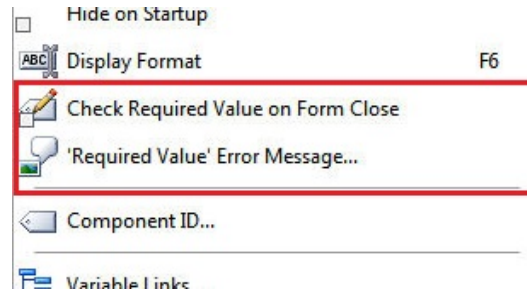 Hide on Startup
ABC Display Format F6
Check Required Value on Form Close
'Required Value' Error Message...
Component ID...
Variable Links...